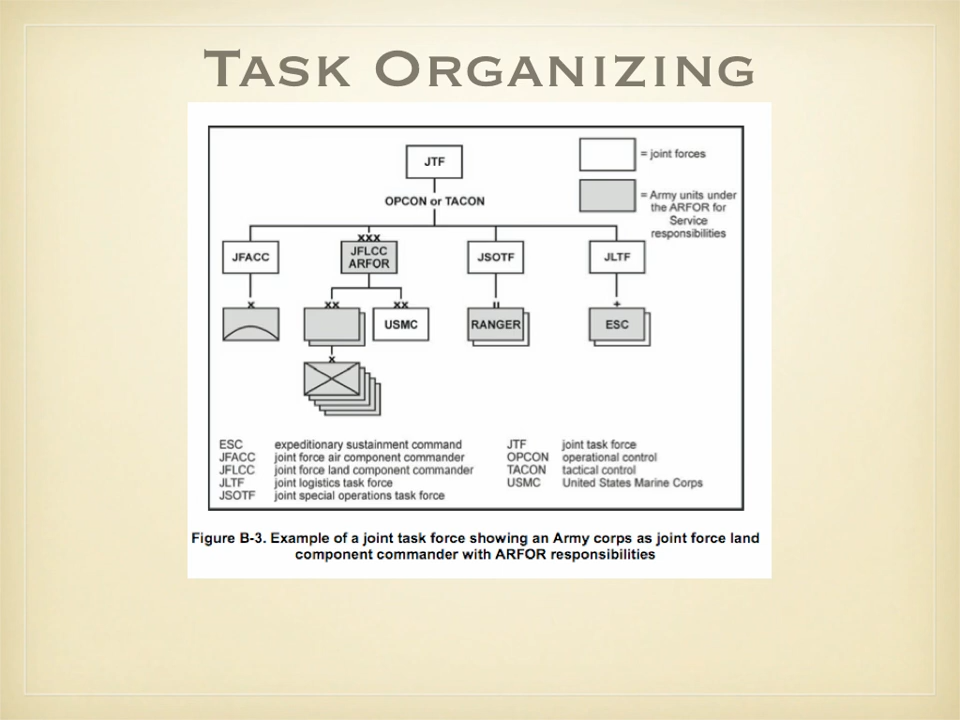 TASK ORGANIZING
JTF
= joint forces
OPCON or TACON
= Army units under
the ARFOR for
Service
responsibilities
xxx
JFACC
JFLCC
ARFOR
JSOTF
JLTF
x
xx
xx
II
+
USMC
RANGER
ESC
x
ESC expeditionary sustainment command
JFACC joint force air component commander
JFLCC joint force land component commander
JLTF joint logistics task force
JSOTF joint special operations task force
JTF joint task force
OPCON operational control
TACON tactical control
USMC United States Marine Corps
Figure B-3. Example of a joint task force showing an Army corps as joint force land
component commander with ARFOR responsibilities